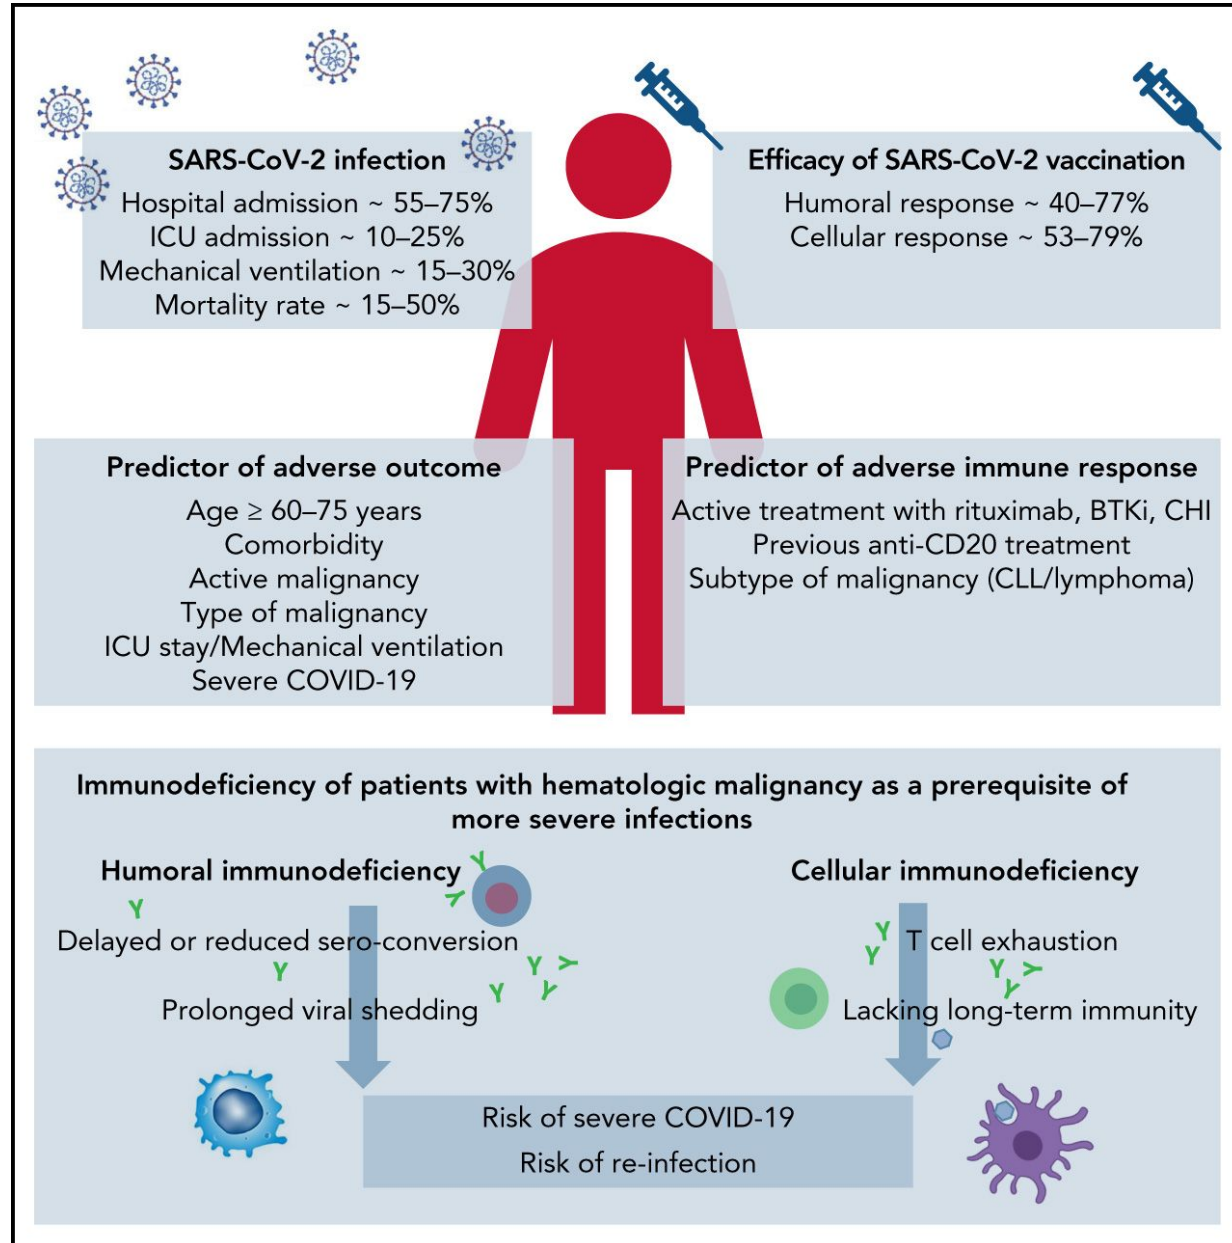 SARS-CoV-2 infection
Hospital admission ~ 55–75%
ICU admission ~ 10–25%
Mechanical ventilation ~ 15–30%
Mortality rate ~ 15–50%
Efficacy of SARS-CoV-2 vaccination
Humoral response ~ 40–77%
Cellular response ~ 53–79%
Predictor of adverse outcome
Age ≥ 60–75 years
Comorbidity
Active malignancy
Type of malignancy
ICU stay/Mechanical ventilation
Severe COVID-19
Predictor of adverse immune response
Active treatment with rituximab, BTKi, CHI
Previous anti-CD20 treatment
Subtype of malignancy (CLL/lymphoma)
Immunodeficiency of patients with hematologic malignancy as a prerequisite of
more severe infections
Humoral immunodeficiency
Delayed or reduced sero-conversion
Prolonged viral shedding
Cellular immunodeficiency
T cell exhaustion
Lacking long-term immunity
Risk of severe COVID-19
Risk of re-infection